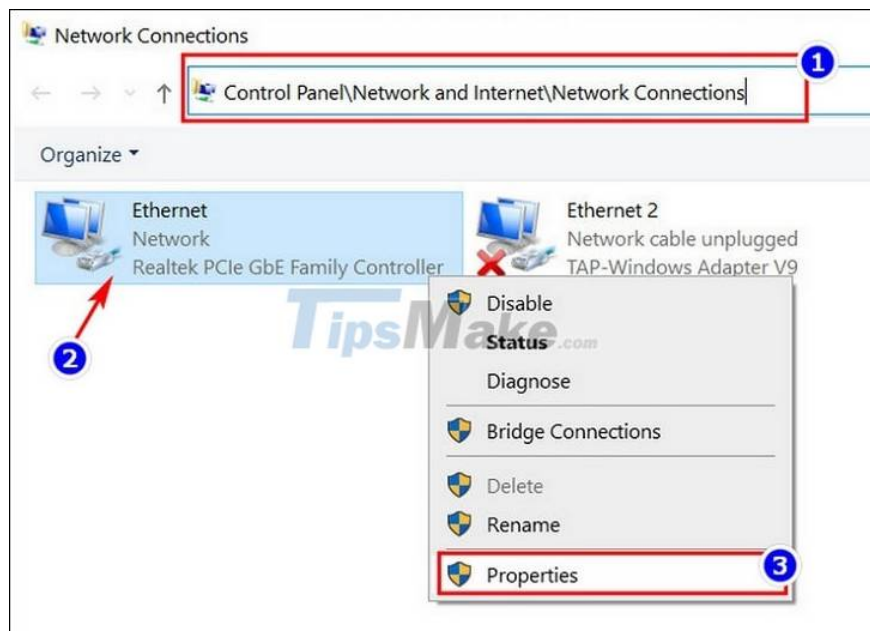 Network Connections
1
Control Panel\Network and Internet\Network Connections
Organize
Ethernet
Network
Realtek PCIe GbE Family Controller
Ethernet 2
Network cable unplugged
TAP-Windows Adapter V9
2
TipsMake.com
Disable
Status
Diagnose
Bridge Connections
Delete
Rename
Properties
3